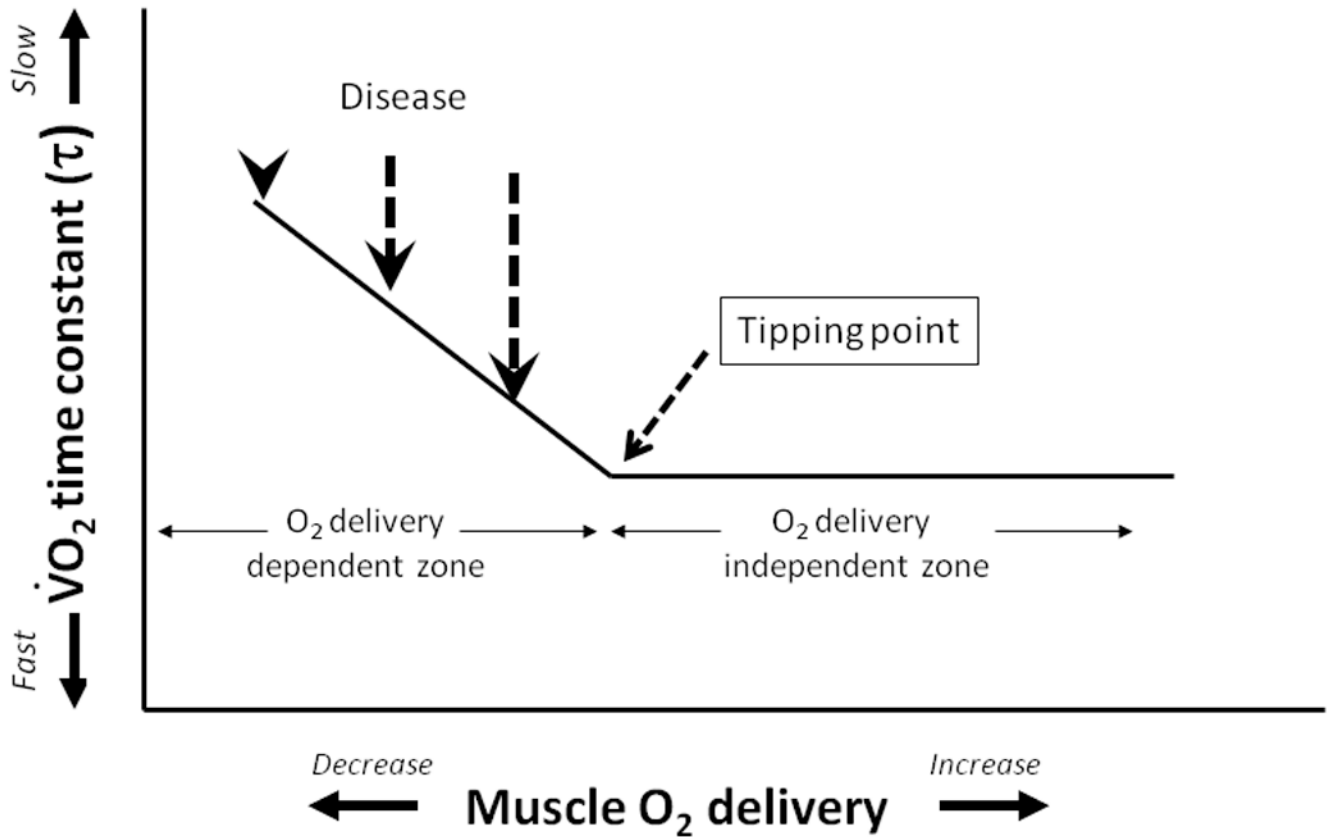 Slow
V̇O₂ time constant (τ)
Fast
Disease
Tipping point
O₂ delivery
dependent zone
O₂ delivery
independent zone
Decrease
Increase
Muscle O₂ delivery